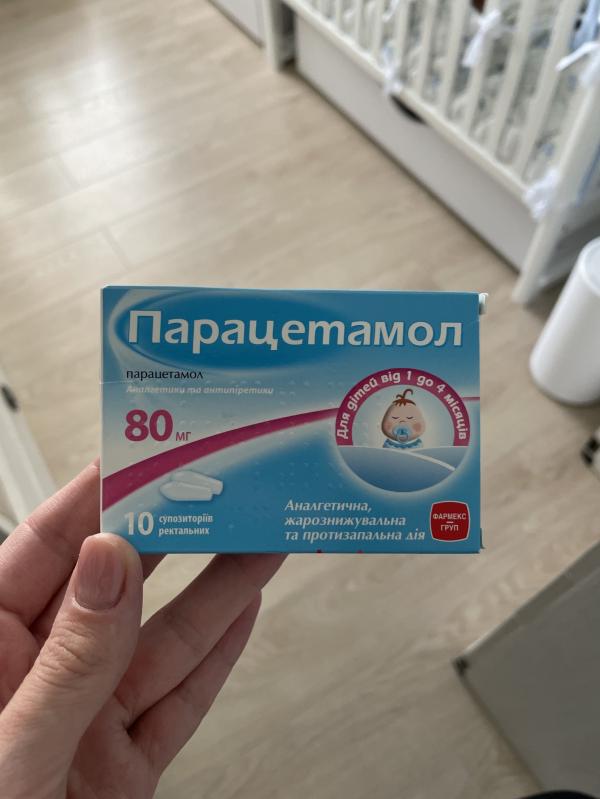 Парацетамол
парацетамол
Аналгетики та антипіретики
80 мг
Для дітей від 1 до 4 місяців
10 супозиторіїв
ректальних
Аналгетична,
жарознижувальна
та протизапальна дія
ФАРМЕКС
ГРУП